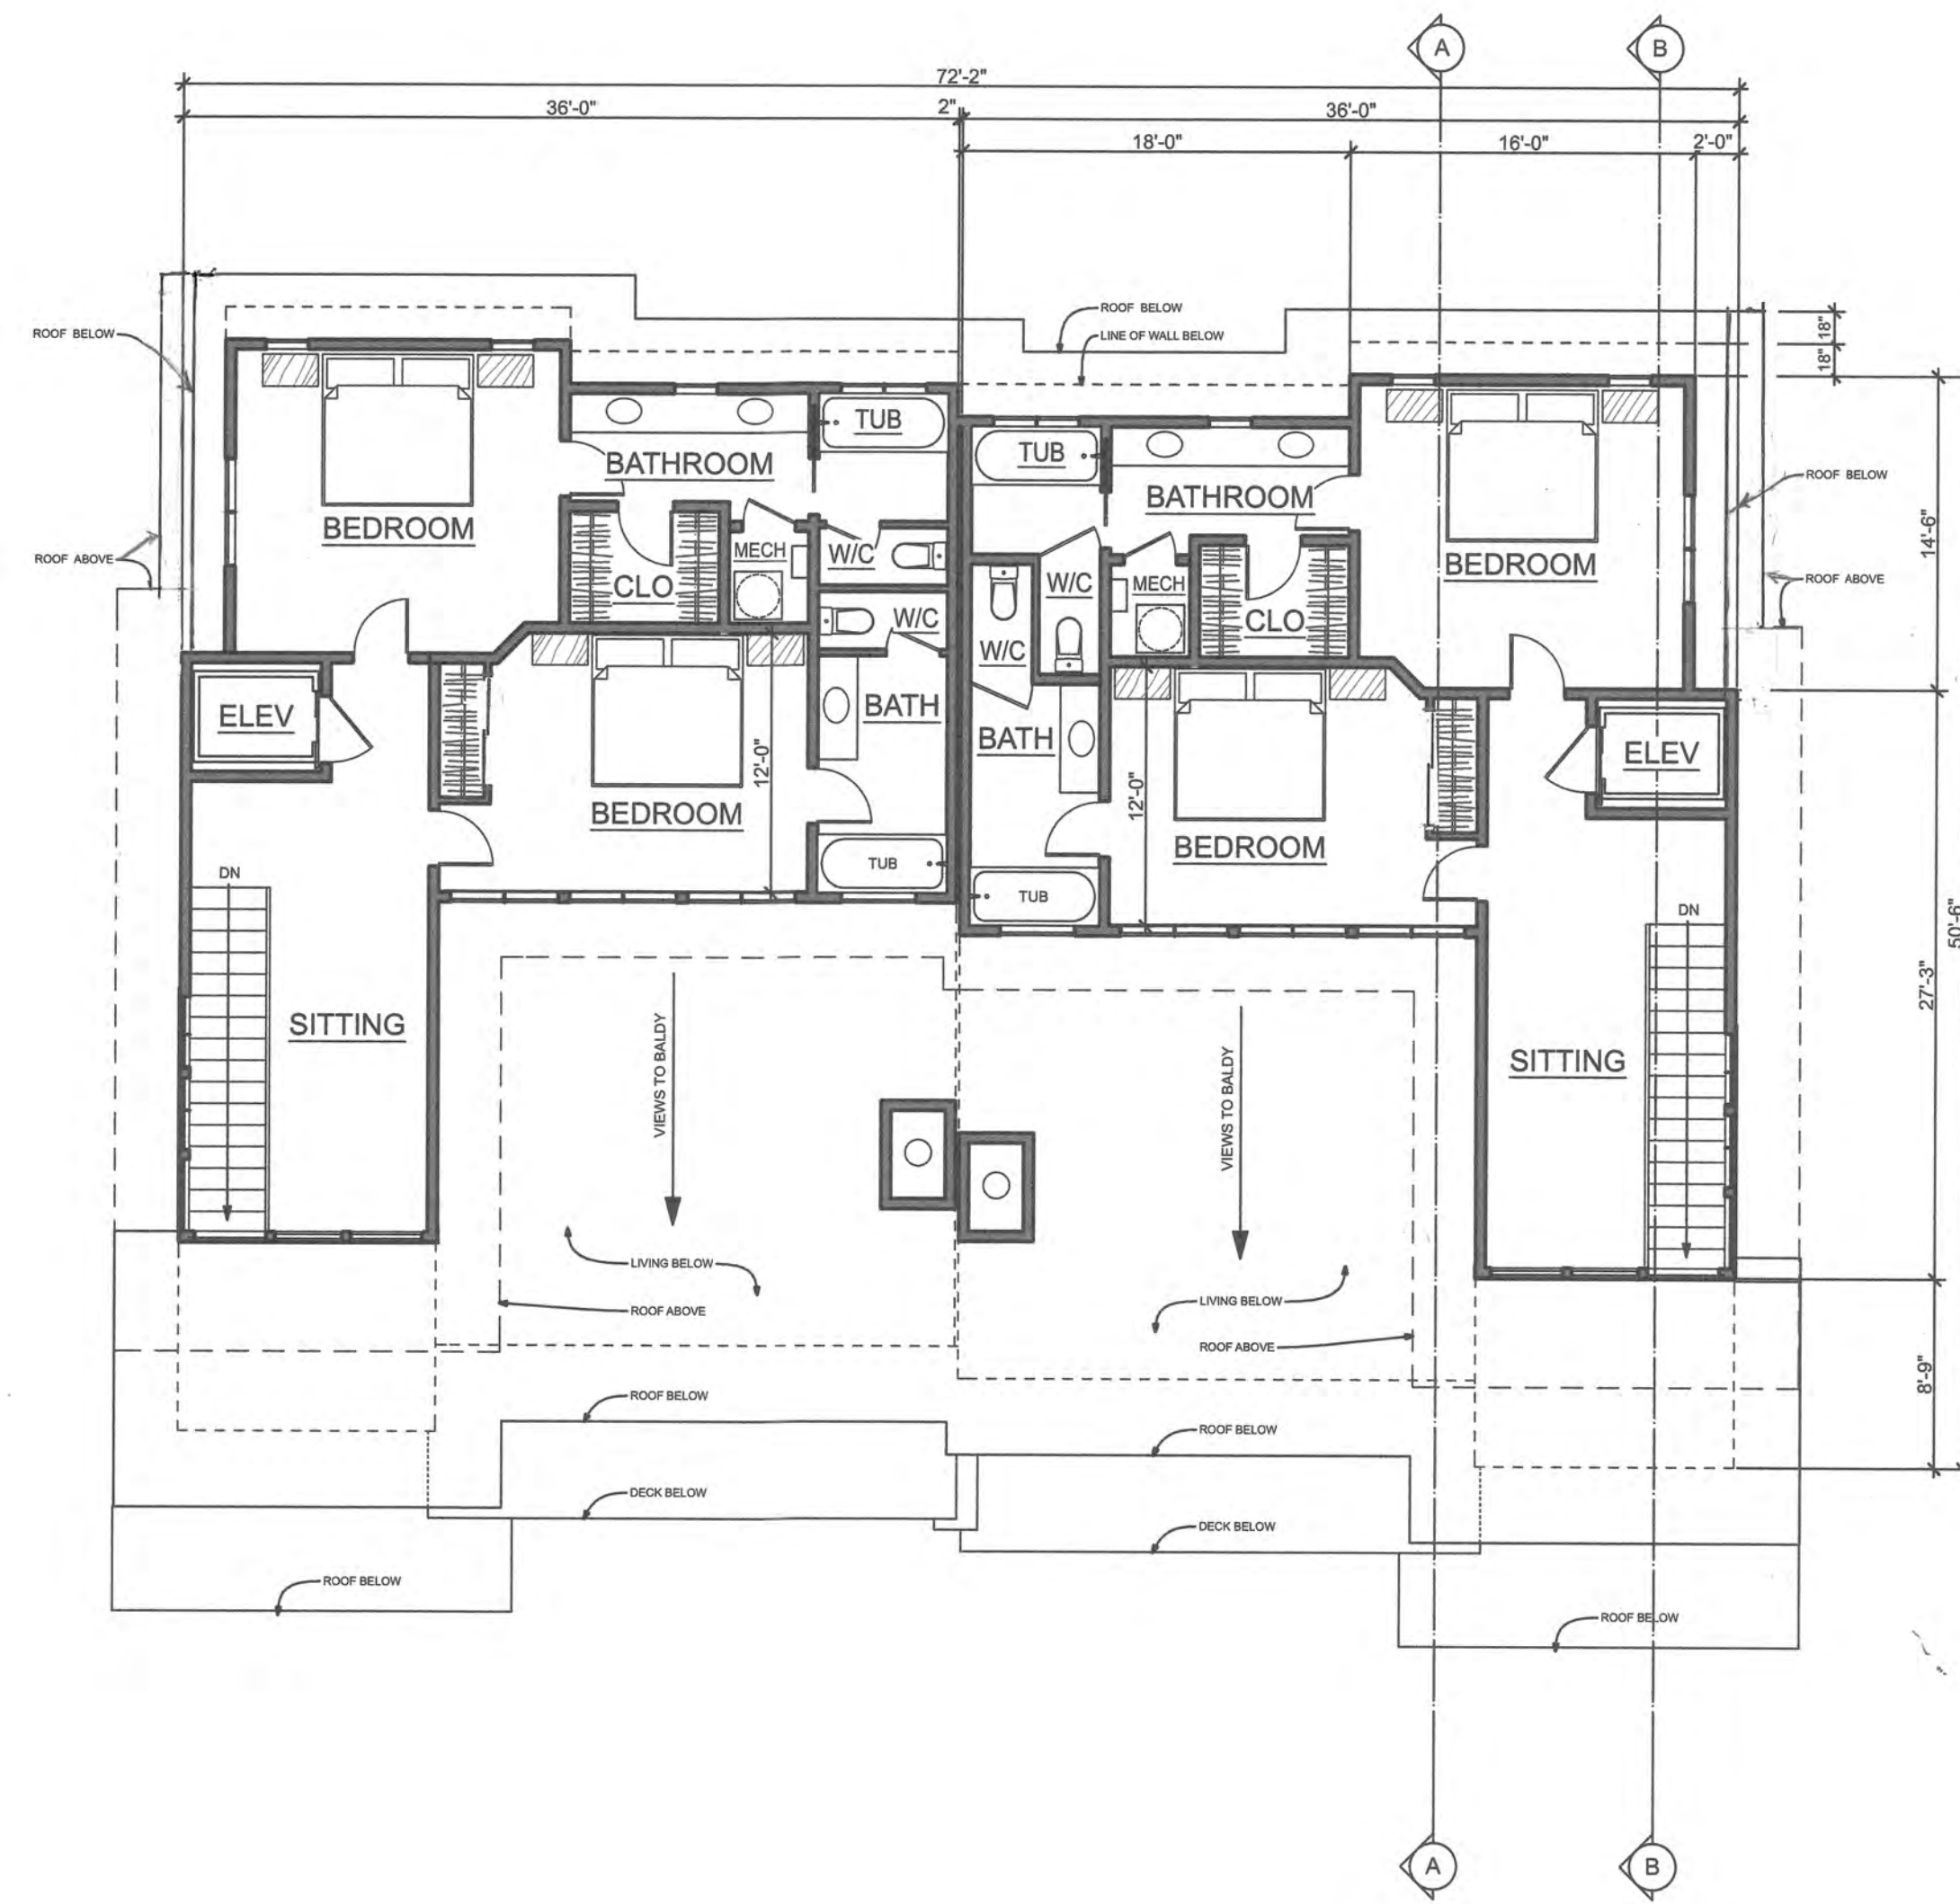 A
B
72'-2"
36'-0"
2"
36'-0"
18'-0"
16'-0"
2'-0"
ROOF BELOW
ROOF BELOW
LINE OF WALL BELOW
18"
18"
TUB
BATHROOM
BEDROOM
TUB
BATHROOM
ROOF BELOW
ROOF ABOVE
MECH
W/C
CLO
BEDROOM
14'-6"
W/C
MECH
ROOF ABOVE
W/C
CLO
W/C
ELEV
BATH
12'-0"
BEDROOM
BATH
ELEV
12'-0"
BEDROOM
TUB
DN
TUB
DN
50'-6"
27'-3"
SITTING
VIEWS TO BALDY
SITTING
VIEWS TO BALDY
LIVING BELOW
LIVING BELOW
ROOF ABOVE
ROOF ABOVE
8'-9"
ROOF BELOW
ROOF BELOW
DECK BELOW
DECK BELOW
ROOF BELOW
ROOF BELOW
A
B